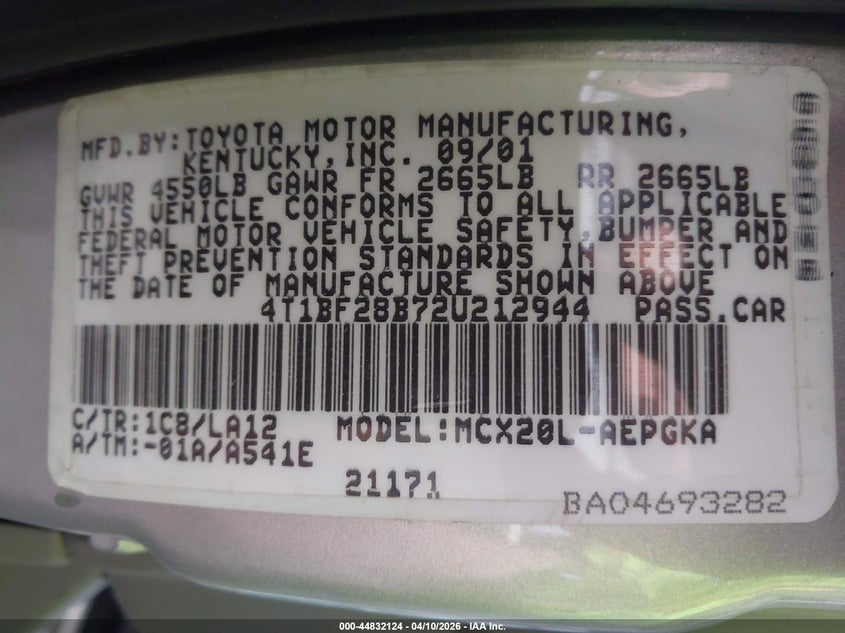 MFD.BY:TOYOTA MOTOR MANUFACTURING,
KENTUCKY,INC. 09/01
GVWR 4550LB GAWR FR 2665LB RR 2665LB
THIS VEHICLE CONFORMS TO ALL APPLICABLE
FEDERAL MOTOR VEHICLE SAFETY,BUMPER AND
THEFT PREVENTION STANDARDS IN EFFECT ON
THE DATE OF MANUFACTURE SHOWN ABOVE
4T1BF28B72U212944 PASS.CAR
C/TR:1C8/LA12 MODEL:MCX20L-AEPGKA
A/TM:-01A/A541E
21171
BA04693282
000-44832124 - 04/10/2026 - IAA Inc.